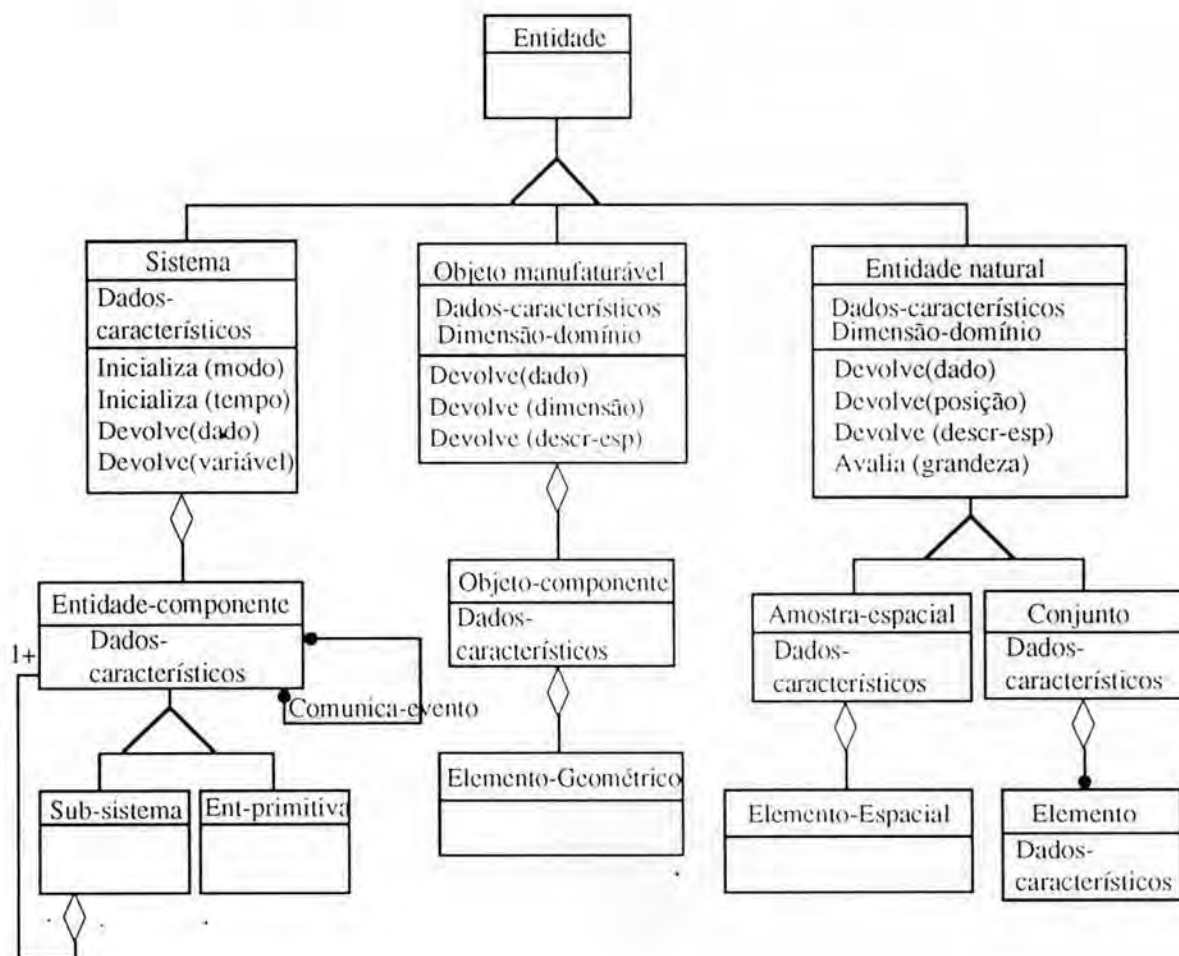 Entidade
Sistema
Dados-
característicos
Inicializa (modo)
Inicializa (tempo)
Devolve(dado)
Devolve(variável)
Objeto manufaturável
Dados-característicos
Dimensão-domínio
Devolve(dado)
Devolve (dimensão)
Devolve (descr-esp)
Entidade natural
Dados-característicos
Dimensão-domínio
Devolve(dado)
Devolve(posição)
Devolve (descr-esp)
Avalia (grandeza)
Entidade-componente
Dados-
característicos
1+
Comunica-evento
Objeto-componente
Dados-
característicos
Amostra-espacial
Dados-
característicos
Conjunto
Dados-
característicos
Sub-sistema
Ent-primitiva
Elemento-Geométrico
Elemento-Espacial
Elemento
Dados-
característicos